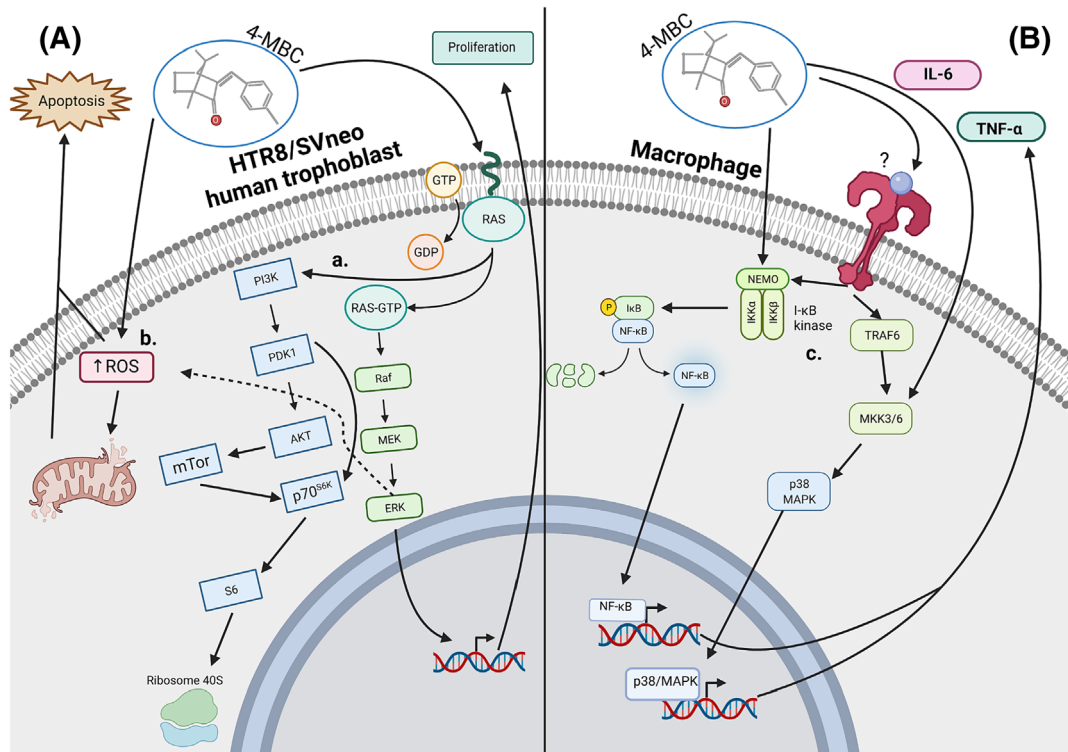 (A)
4-MBC
Proliferation
Apoptosis
O
HTR8/SVneo
human trophoblast
GTP
RAS
GDP
a.
PI3K
RAS-GTP
b.
↑ROS
PDK1
Raf
AKT
MEK
mTor
p70S6K
ERK
S6
Ribosome 40S
(B)
4-MBC
IL-6
TNF-α
O
Macrophage
?
NEMO
IKKα
IKKβ
I-κB
kinase
P
IκB
NF-κB
c.
TRAF6
NF-κB
MKK3/6
p38
MAPK
NF-κB
p38/MAPK